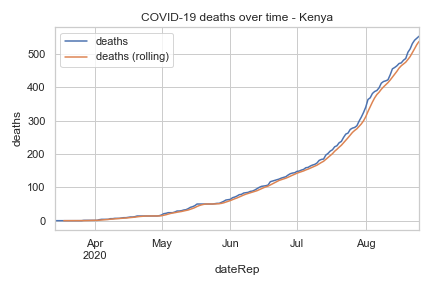 COVID-19 deaths over time - Kenya
deaths
deaths (rolling)
deaths
500
400
300
200
100
0
Apr
2020
May
Jun
Jul
Aug
dateRep